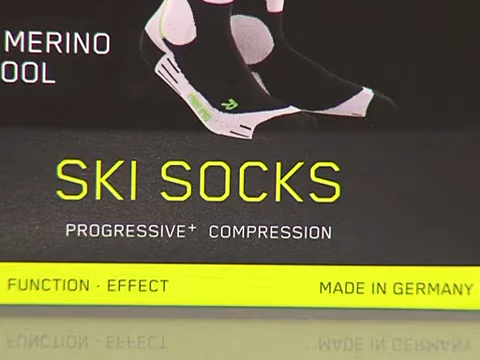 MERINO
OOL
SKI SOCKS
PROGRESSIVE+ COMPRESSION
FUNCTION · EFFECT
MADE IN GERMANY